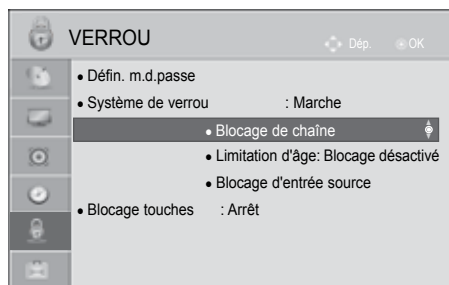 VERROU
Dép. OK
• Défin. m.d.passe
• Système de verrou : Marche
• Blocage de chaîne
• Limitation d'âge: Blocage désactivé
• Blocage d'entrée source
• Blocage touches : Arrêt